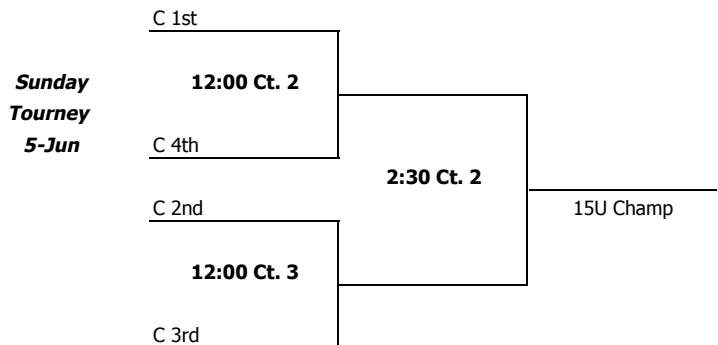 C 1st
Sunday
Tourney
5-Jun
12:00 Ct. 2
C 4th
2:30 Ct. 2
C 2nd
15U Champ
12:00 Ct. 3
C 3rd